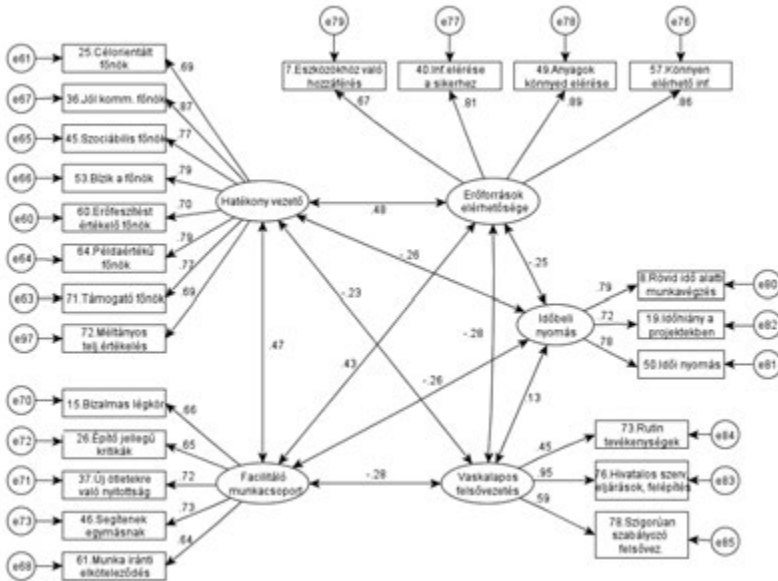 e79
e77
e78
e76
e61
25.Célorientált
főnök
7.Eszközökhöz való
hozzáférés
40.Inf.elérése
a sikerhez
49.Anyagok
könnyed elérése
57.Könnyen
elérhető inf.
.69
.67
.81
.89
.86
e67
36.Jól komm. főnök
.87
e65
45.Szociábilis főnök
.77
e66
53.Bízik a főnök
.79
Hatékony vezető
Erőforrások
elérhetősége
.48
e60
60.Erőfeszítést
értékelő főnök
.70
e64
64.Példaértékű
főnök
.79
-.26
-.25
e63
71.Támogató főnök
.77
8.Rövid idő alatti
munkavégzés
e80
.79
-.23
e97
72.Méltányos
telj.értékelés
.69
Időbeli
nyomás
.72
19.Időhiány a
projektekben
e82
-.28
.47
.43
.78
50.Idői nyomás
e81
-.26
.13
e70
15.Bizalmas légkör
.66
e72
26.Építő jellegű
kritikák
.65
73.Rutin
tevékenységek
e84
.45
e71
37.Új ötletekre
való nyitottság
.72
Facilitáló
munkacsoport
-.28
Vaskalapos
felsővezetés
.95
76.Hivatalos szerv.
eljárások, felépítés
e83
e73
46.Segítenek
egymásnak
.73
.59
78.Szigorúan
szabályozó
felsővez.
e85
e68
61.Munka iránti
elköteleződés
.64